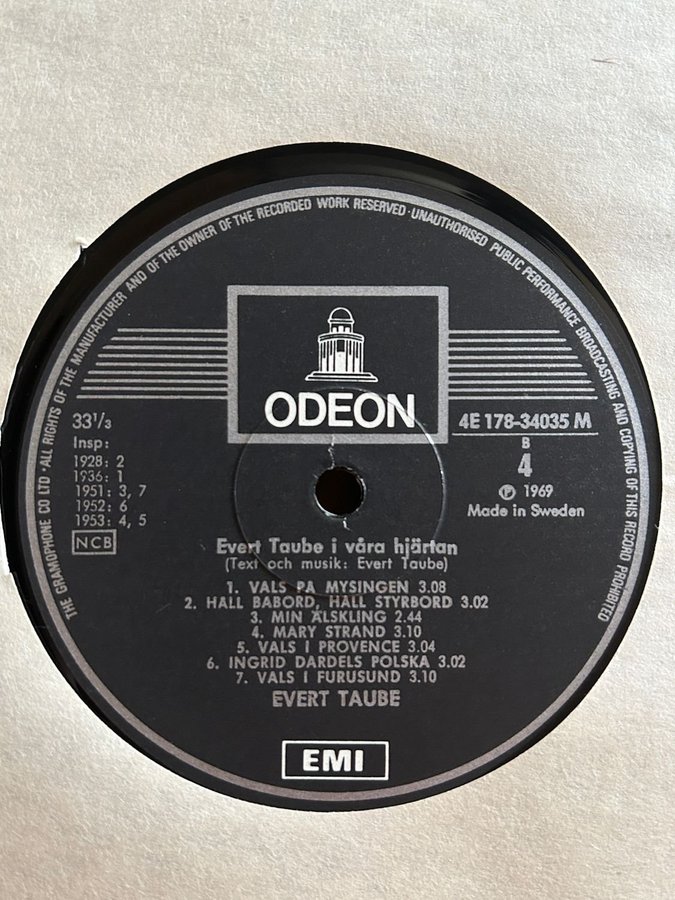 THE GRAMOPHONE CO LTD · ALL RIGHTS OF THE MANUFACTURER AND OF THE OWNER OF THE RECORDED WORK RESERVED · UNAUTHORISED PUBLIC PERFORMANCE BROADCASTING AND COPYING OF THIS RECORD PROHIBITED
ODEON
33 1/3
4E 178-34035 M
Insp:
B
1928: 2
4
1936: 1
1951: 3, 7
Ⓟ 1969
1952: 6
Made in Sweden
1953: 4, 5
NCB
Evert Taube i våra hjärtan
(Text och musik: Evert Taube)
1. VALS PA MYSINGEN 3.08
2. HALL BABORD, HALL STYRBORD 3.02
3. MIN ÄLSKLING 2.44
4. MARY STRAND 3.10
5. VALS I PROVENCE 3.04
6. INGRID DARDELS POLSKA 3.02
7. VALS I FURUSUND 3.10
EVERT TAUBE
EMI